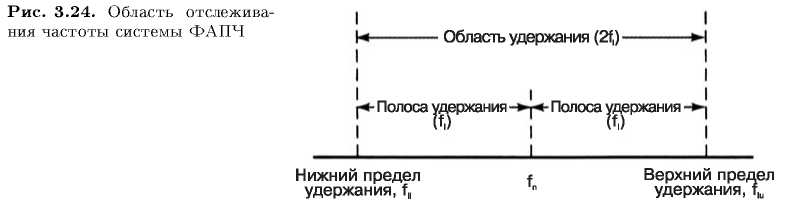 Рис. 3.24. Область отслежива-
ния частоты системы ФАПЧ
Область удержания (2fₗ)
Полоса удержания
(fₗ)
Полоса удержания
(fₗ)
Нижний предел
удержания, fₗₗ
fₙ
Верхний предел
удержания, fₗᵤ